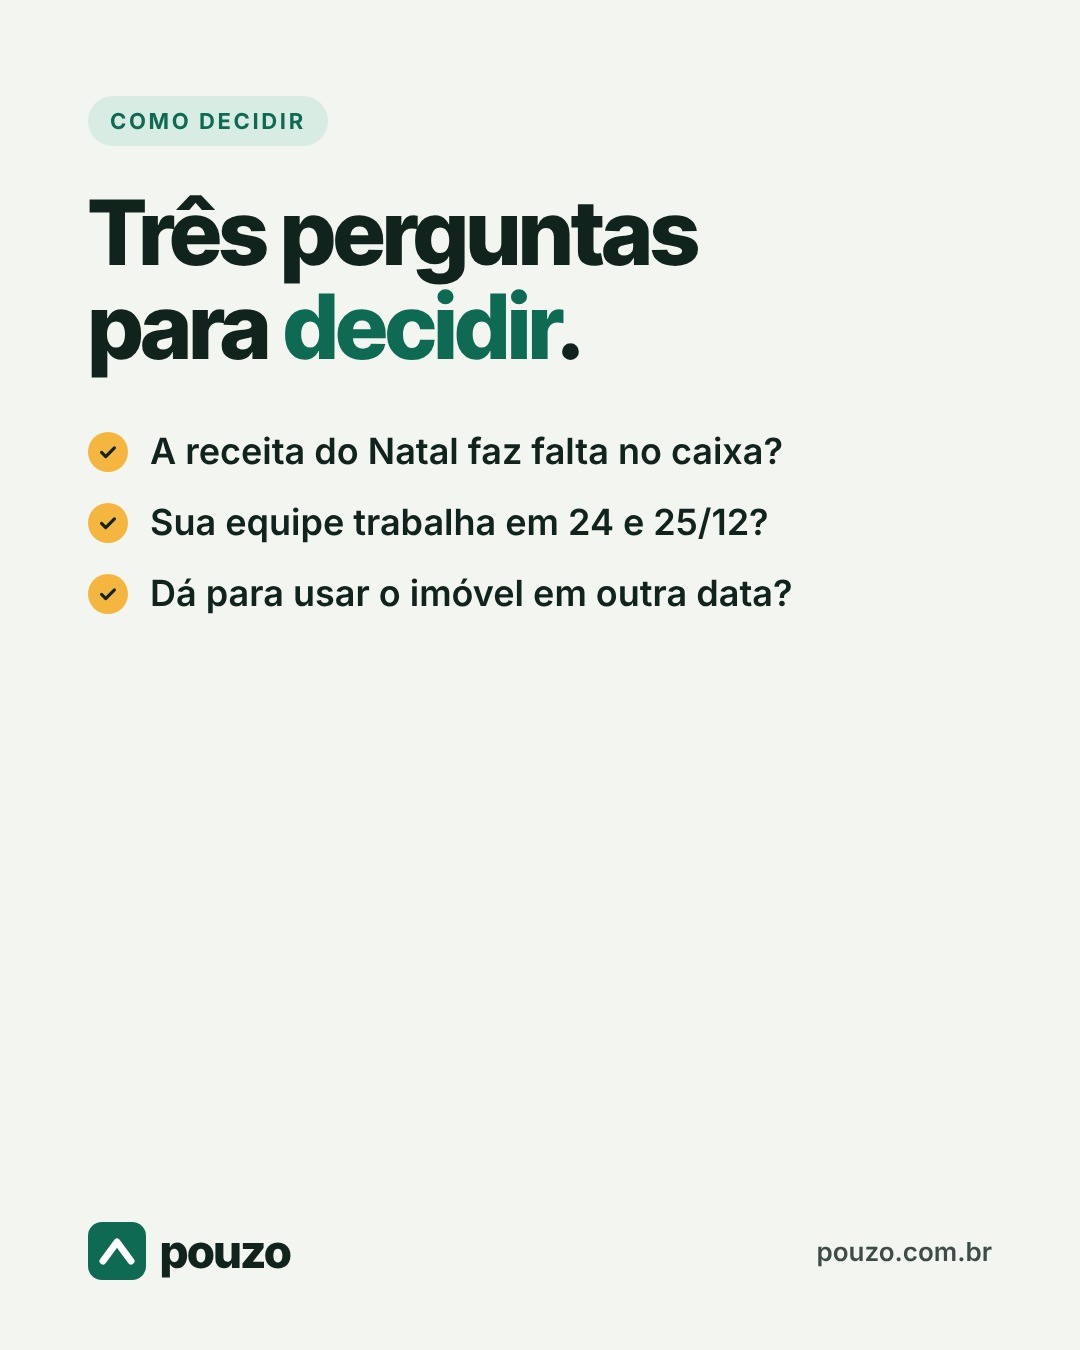 COMO DECIDIR
Três perguntas
para decidir.
A receita do Natal faz falta no caixa?
Sua equipe trabalha em 24 e 25/12?
Dá para usar o imóvel em outra data?
pouzo
pouzo.com.br